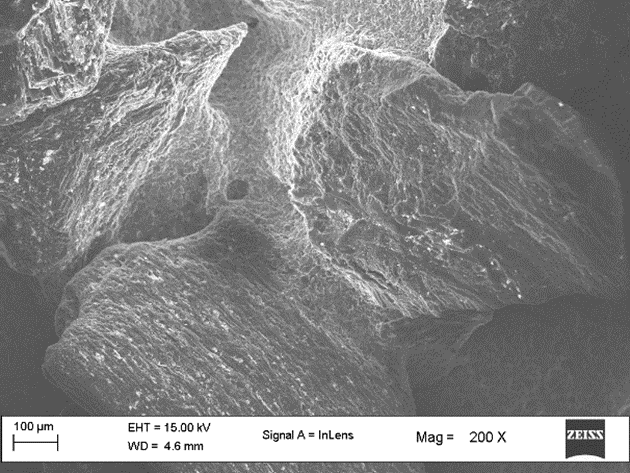 100 µm
EHT = 15.00 kV
WD = 4.6 mm
Signal A = InLens
Mag = 200 X
ZEISS